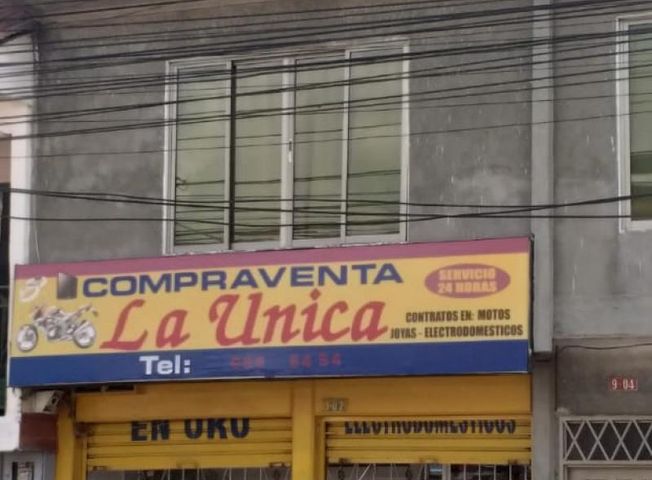 COMPRAVENTA
La Unica
SERVICIO
24 HORAS
CONTRATOS EN: MOTOS
JOYAS - ELECTRODOMESTICOS
Tel:
9-04
EN ORO
ELECTRODOMESTICOS